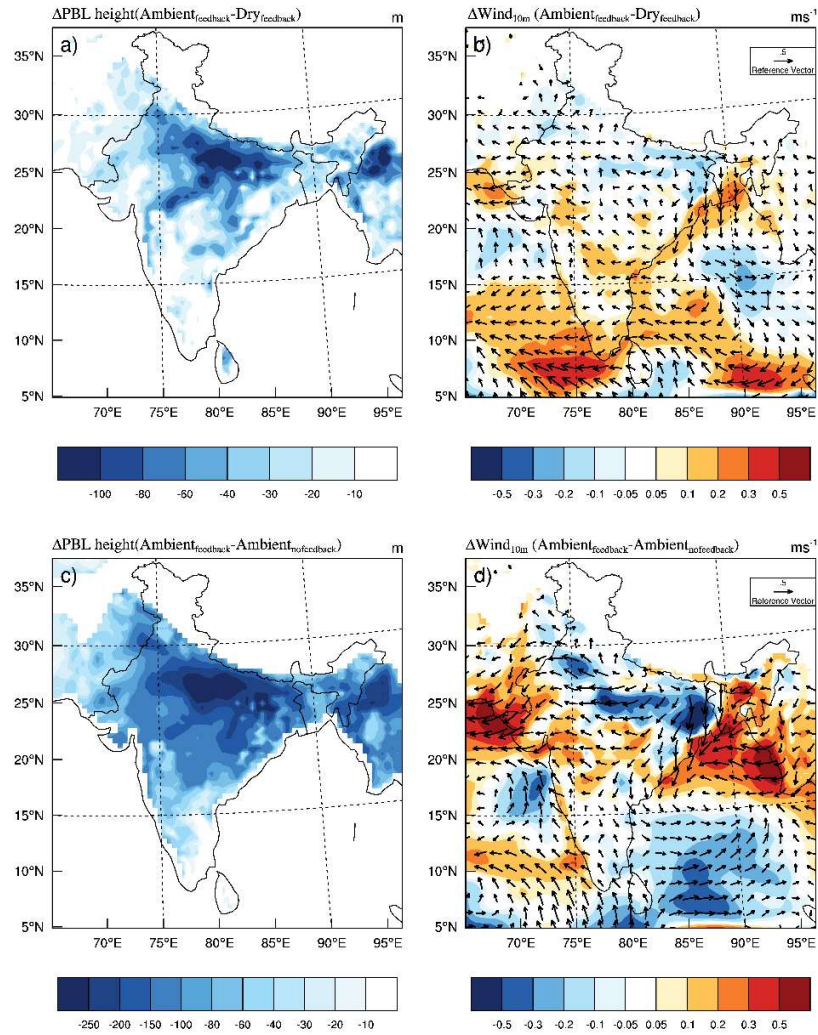 ΔPBL height(Ambientfeedback-Dryfeedback) m
a)
35°N
30°N
25°N
20°N
15°N
10°N
5°N
70°E 75°E 80°E 85°E 90°E 95°E
-100 -80 -60 -40 -30 -20 -10
ΔWind10m (Ambientfeedback-Dryfeedback) ms-1
b)
.5
Reference Vector
35°N
30°N
25°N
20°N
15°N
10°N
5°N
70°E 75°E 80°E 85°E 90°E 95°E
-0.5 -0.3 -0.2 -0.1 -0.05 0.05 0.1 0.2 0.3 0.5
ΔPBL height(Ambientfeedback-Ambientnofeedback) m
c)
35°N
30°N
25°N
20°N
15°N
10°N
5°N
70°E 75°E 80°E 85°E 90°E 95°E
-250 -200 -150 -100 -80 -60 -40 -30 -20 -10
ΔWind10m (Ambientfeedback-Ambientnofeedback) ms-1
d)
.5
Reference Vector
35°N
30°N
25°N
20°N
15°N
10°N
5°N
70°E 75°E 80°E 85°E 90°E 95°E
-0.5 -0.3 -0.2 -0.1 -0.05 0.05 0.1 0.2 0.3 0.5